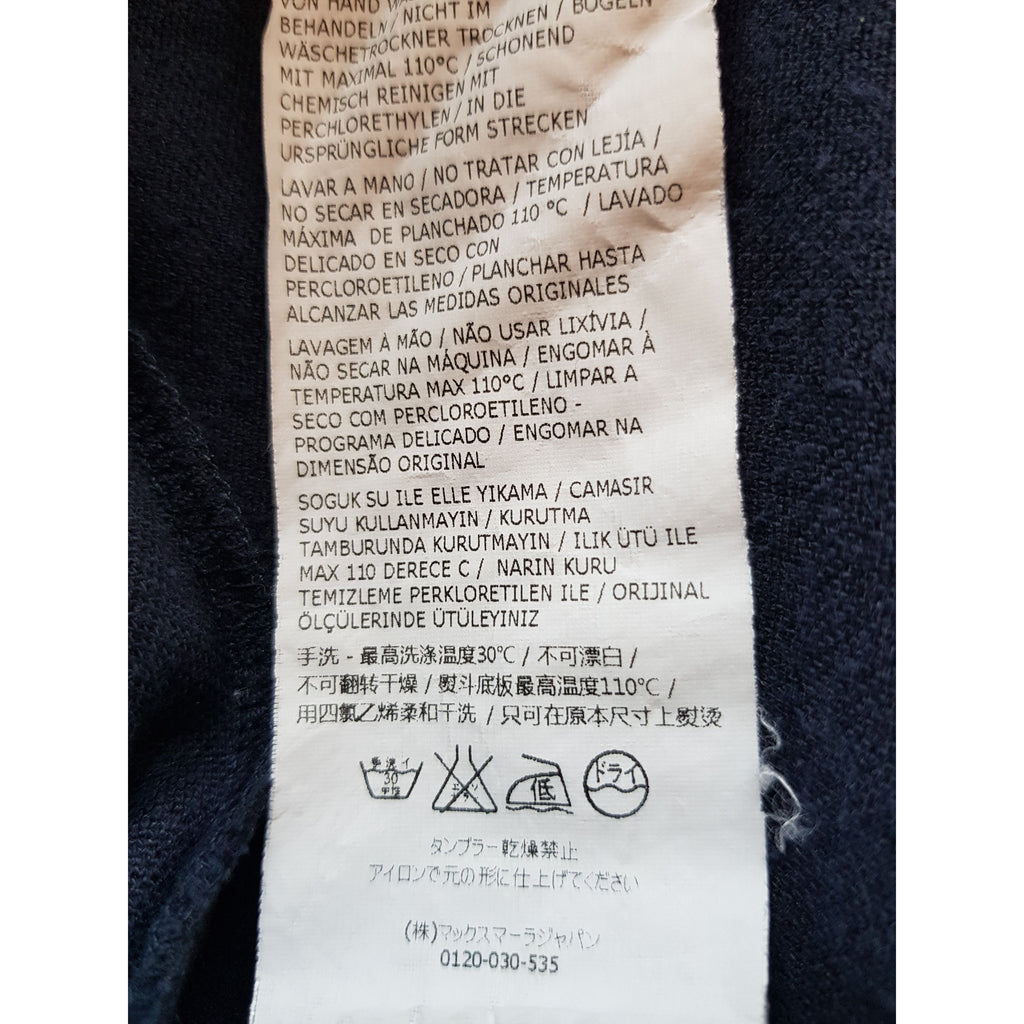 VON HAND
BEHANDELN / NICHT IM
WÄSCHETROCKNER TROCKNEN / BÜGELN
MIT MAXIMAL 110°C / SCHONEND
CHEMISCH REINIGEN MIT
PERCHLORETHYLEN / IN DIE
URSPRÜNGLICHE FORM STRECKEN
LAVAR A MANO / NO TRATAR CON LEJÍA /
NO SECAR EN SECADORA / TEMPERATURA
MÁXIMA DE PLANCHADO 110 °C / LAVADO
DELICADO EN SECO CON
PERCLOROETILENO / PLANCHAR HASTA
ALCANZAR LAS MEDIDAS ORIGINALES
LAVAGEM À MÃO / NÃO USAR LIXÍVIA /
NÃO SECAR NA MÁQUINA / ENGOMAR À
TEMPERATURA MAX 110°C / LIMPAR A
SECO COM PERCLOROETILENO -
PROGRAMA DELICADO / ENGOMAR NA
DIMENSÃO ORIGINAL
SOGUK SU ILE ELLE YIKAMA / CAMASIR
SUYU KULLANMAYIN / KURUTMA
TAMBURUNDA KURUTMAYIN / ILIK ÜTÜ ILE
MAX 110 DERECE C / NARIN KURU
TEMIZLEME PERKLORETILEN ILE / ORIJINAL
ÖLÇÜLERINDE ÜTÜLEYINIZ
手洗 - 最高洗涤温度30℃ / 不可漂白 /
不可翻转干燥 / 熨斗底板最高温度110℃ /
用四氯乙烯柔和干洗 / 只可在原本尺寸上熨烫
手洗イ 30 中性 低 ドライ
タンブラー乾燥禁止
アイロンで元の形に仕上げてください
(株)マックスマーラジャパン
0120-030-535